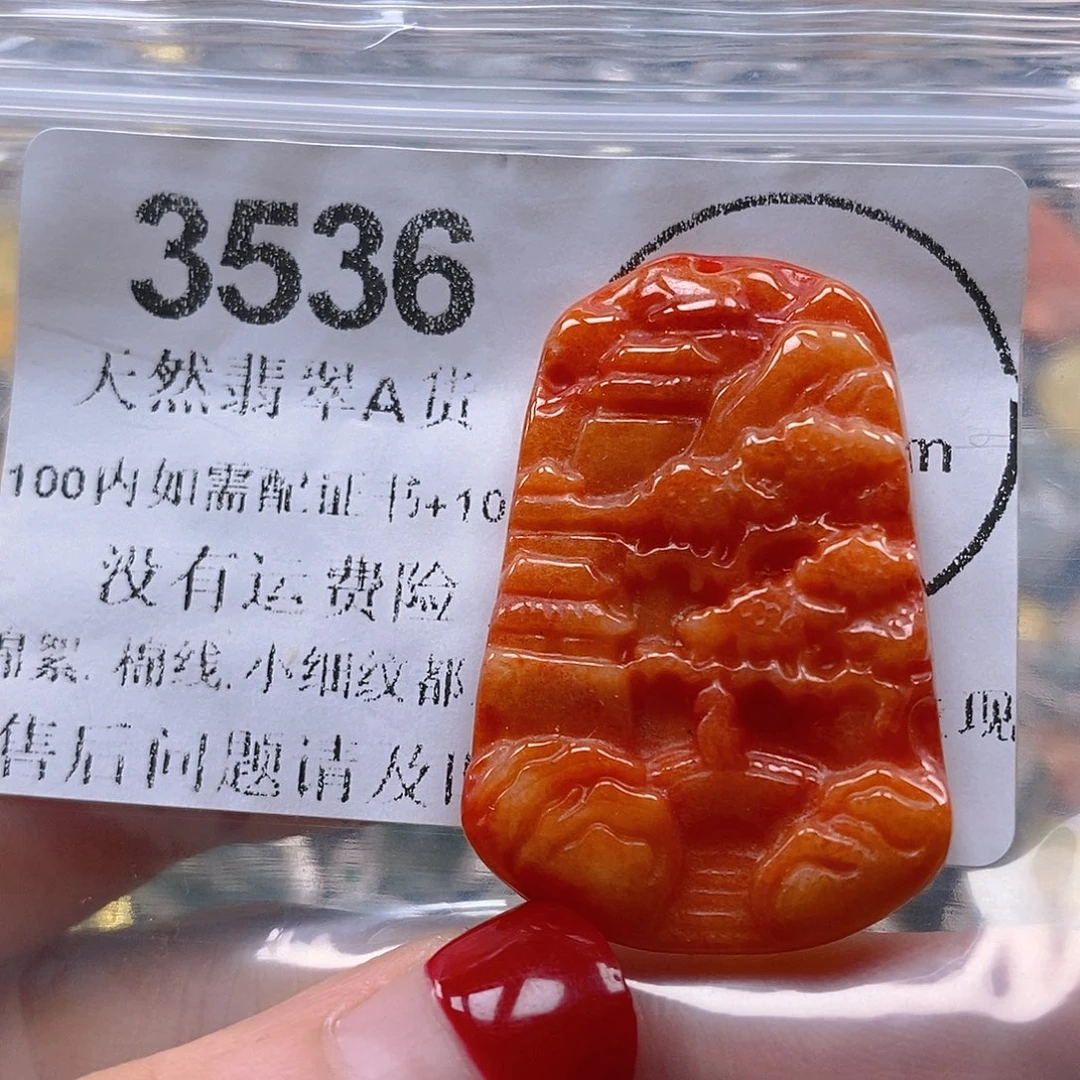 3536
天然翡翠A货
100内如需配证书+10
m
没有运费险
棉絮.棉线.小细纹都
现
售后问题请及